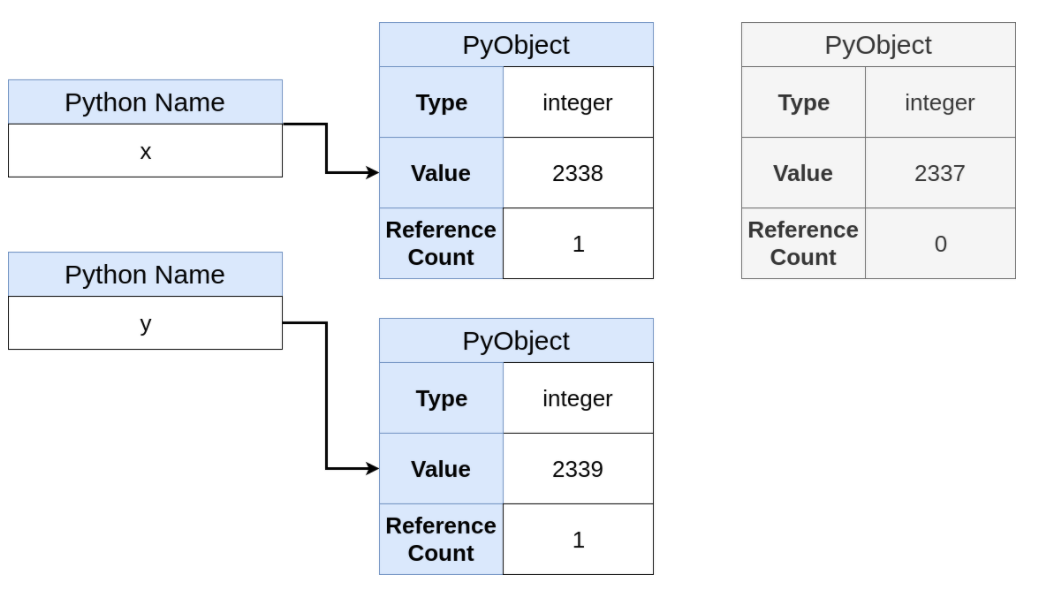 Python Name
x
PyObject
Type integer
Value 2338
Reference
Count
1
PyObject
Type integer
Value 2337
Reference
Count
0
Python Name
y
PyObject
Type integer
Value 2339
Reference
Count
1